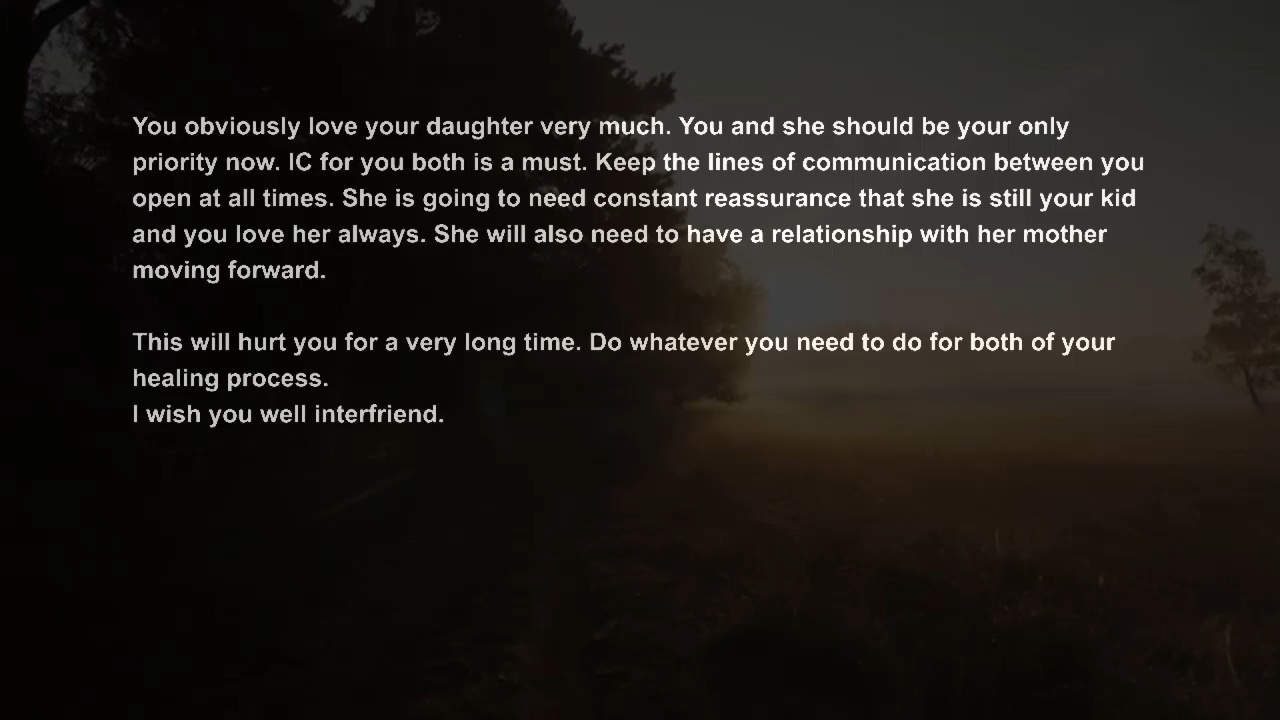 You obviously love your daughter very much. You and she should be your only
priority now. IC for you both is a must. Keep the lines of communication between you
open at all times. She is going to need constant reassurance that she is still your kid
and you love her always. She will also need to have a relationship with her mother
moving forward.
This will hurt you for a very long time. Do whatever you need to do for both of your
healing process.
I wish you well interfriend.